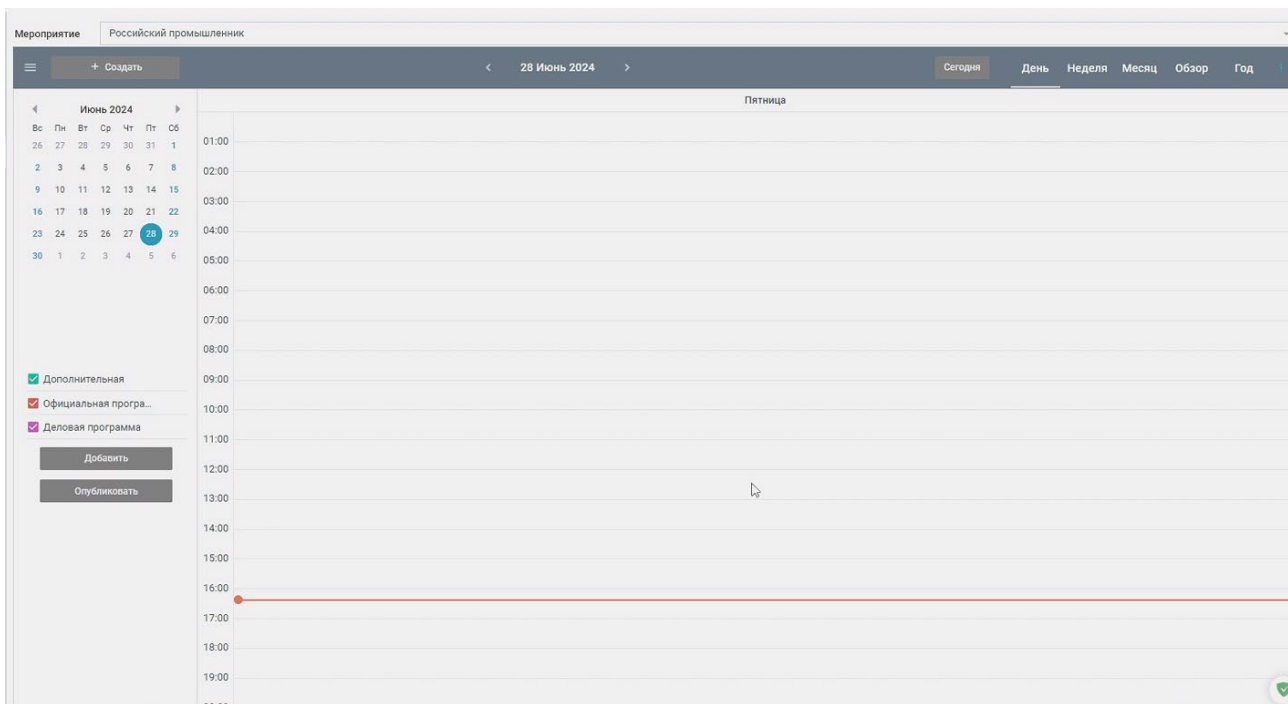 Мероприятие Российский промышленник
+ Создать 28 Июнь 2024 Сегодня День Неделя Месяц Обзор Год
Июнь 2024
Вс Пн Вт Ср Чт Пт Сб
26 27 28 29 30 31 1
2 3 4 5 6 7 8
9 10 11 12 13 14 15
16 17 18 19 20 21 22
23 24 25 26 27 28 29
30 1 2 3 4 5 6
Дополнительная
Официальная програ...
Деловая программа
Добавить
Опубликовать
Пятница
01:00
02:00
03:00
04:00
05:00
06:00
07:00
08:00
09:00
10:00
11:00
12:00
13:00
14:00
15:00
16:00
17:00
18:00
19:00